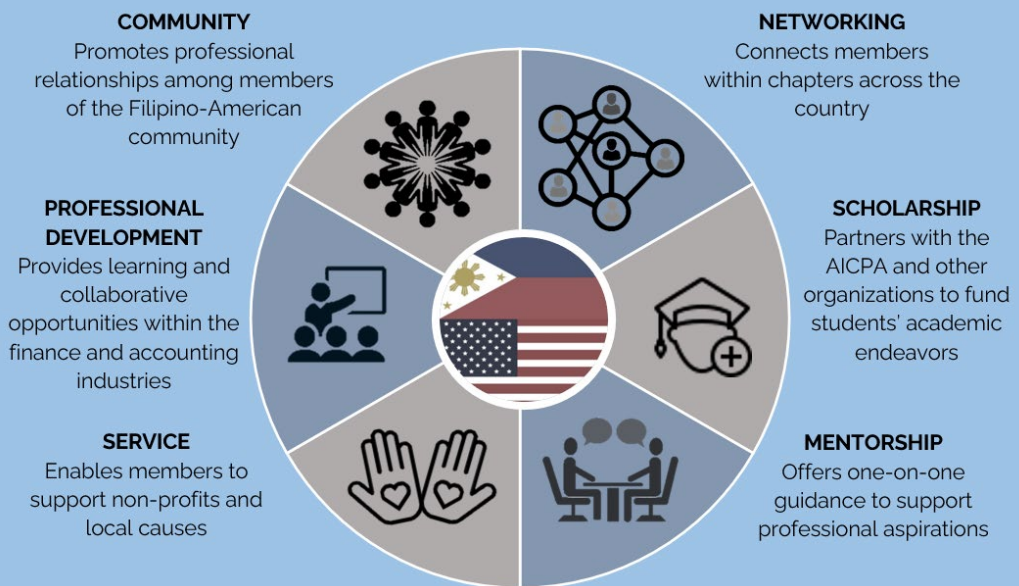 COMMUNITY
Promotes professional
relationships among members
of the Filipino-American
community
NETWORKING
Connects members
within chapters across the
country
PROFESSIONAL
DEVELOPMENT
Provides learning and
collaborative
opportunities within the
finance and accounting
industries
SCHOLARSHIP
Partners with the
AICPA and other
organizations to fund
students’ academic
endeavors
SERVICE
Enables members to
support non-profits and
local causes
MENTORSHIP
Offers one-on-one
guidance to support
professional aspirations